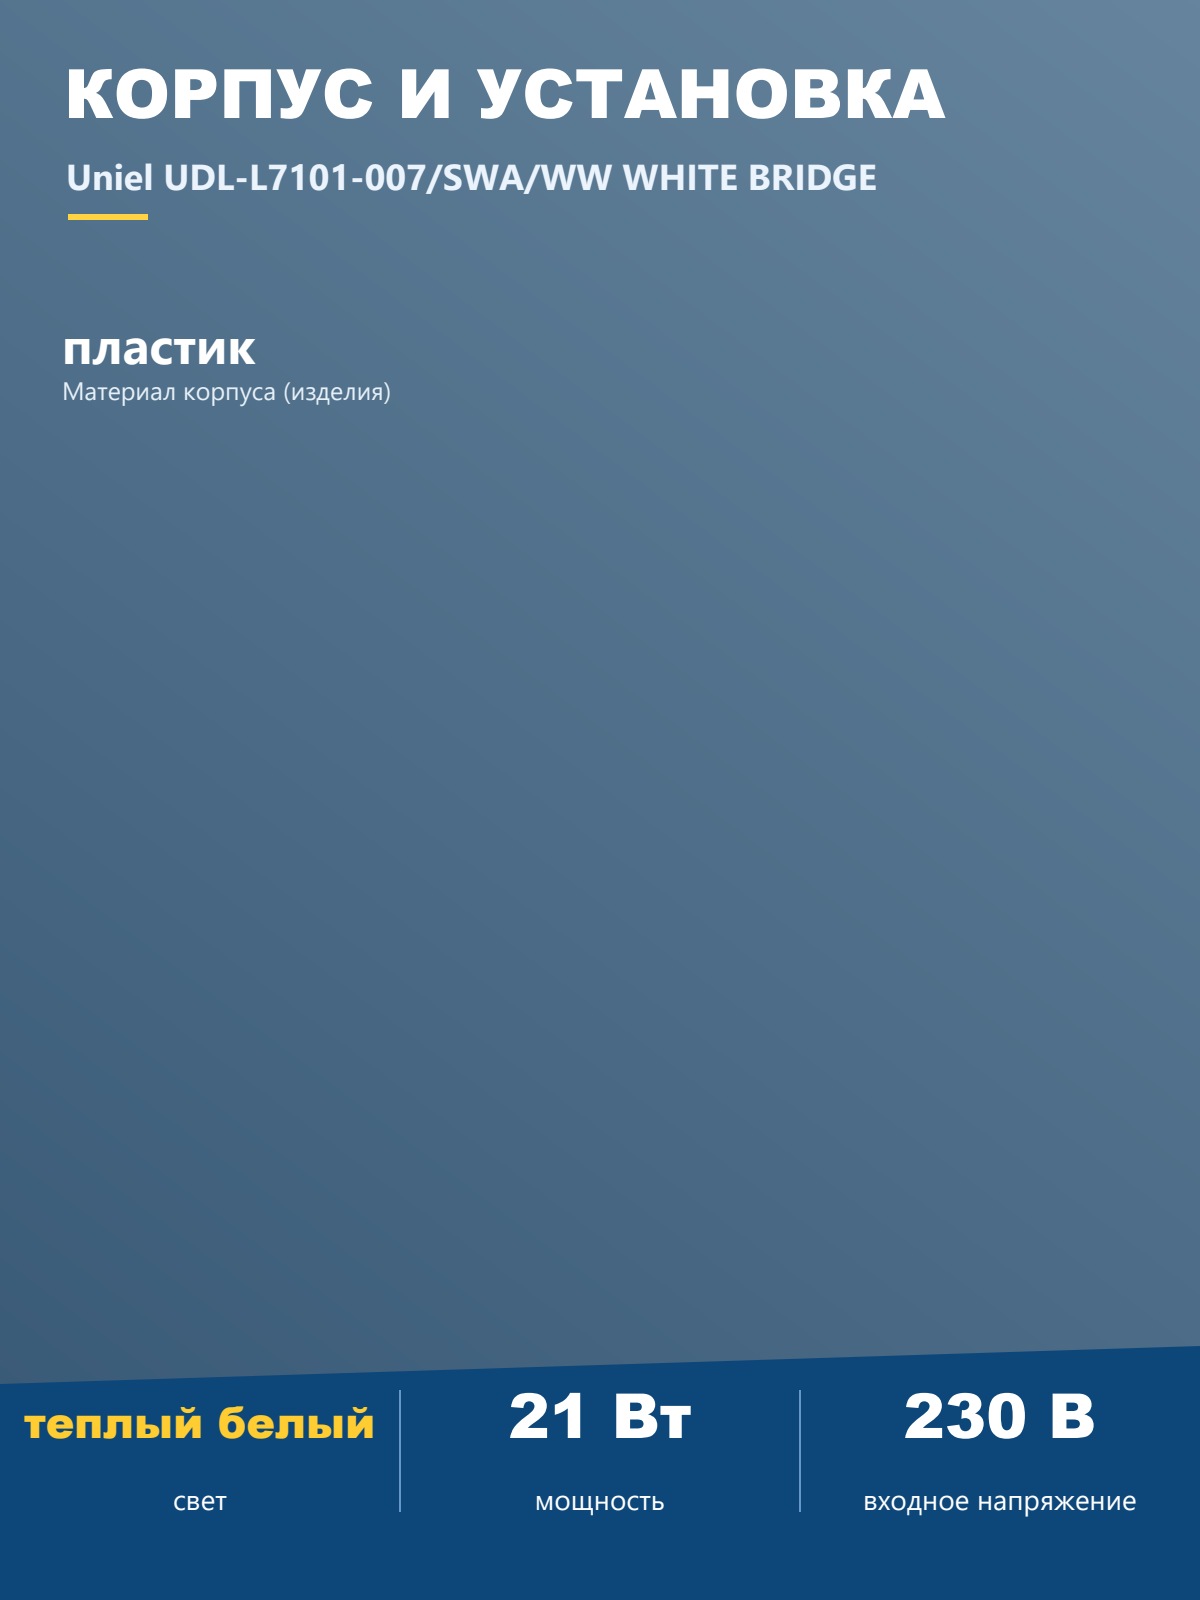 КОРПУС И УСТАНОВКА
Uniel UDL-L7101-007/SWA/WW WHITE BRIDGE
пластик
Материал корпуса (изделия)
теплый белый
свет
21 Вт
мощность
230 В
входное напряжение